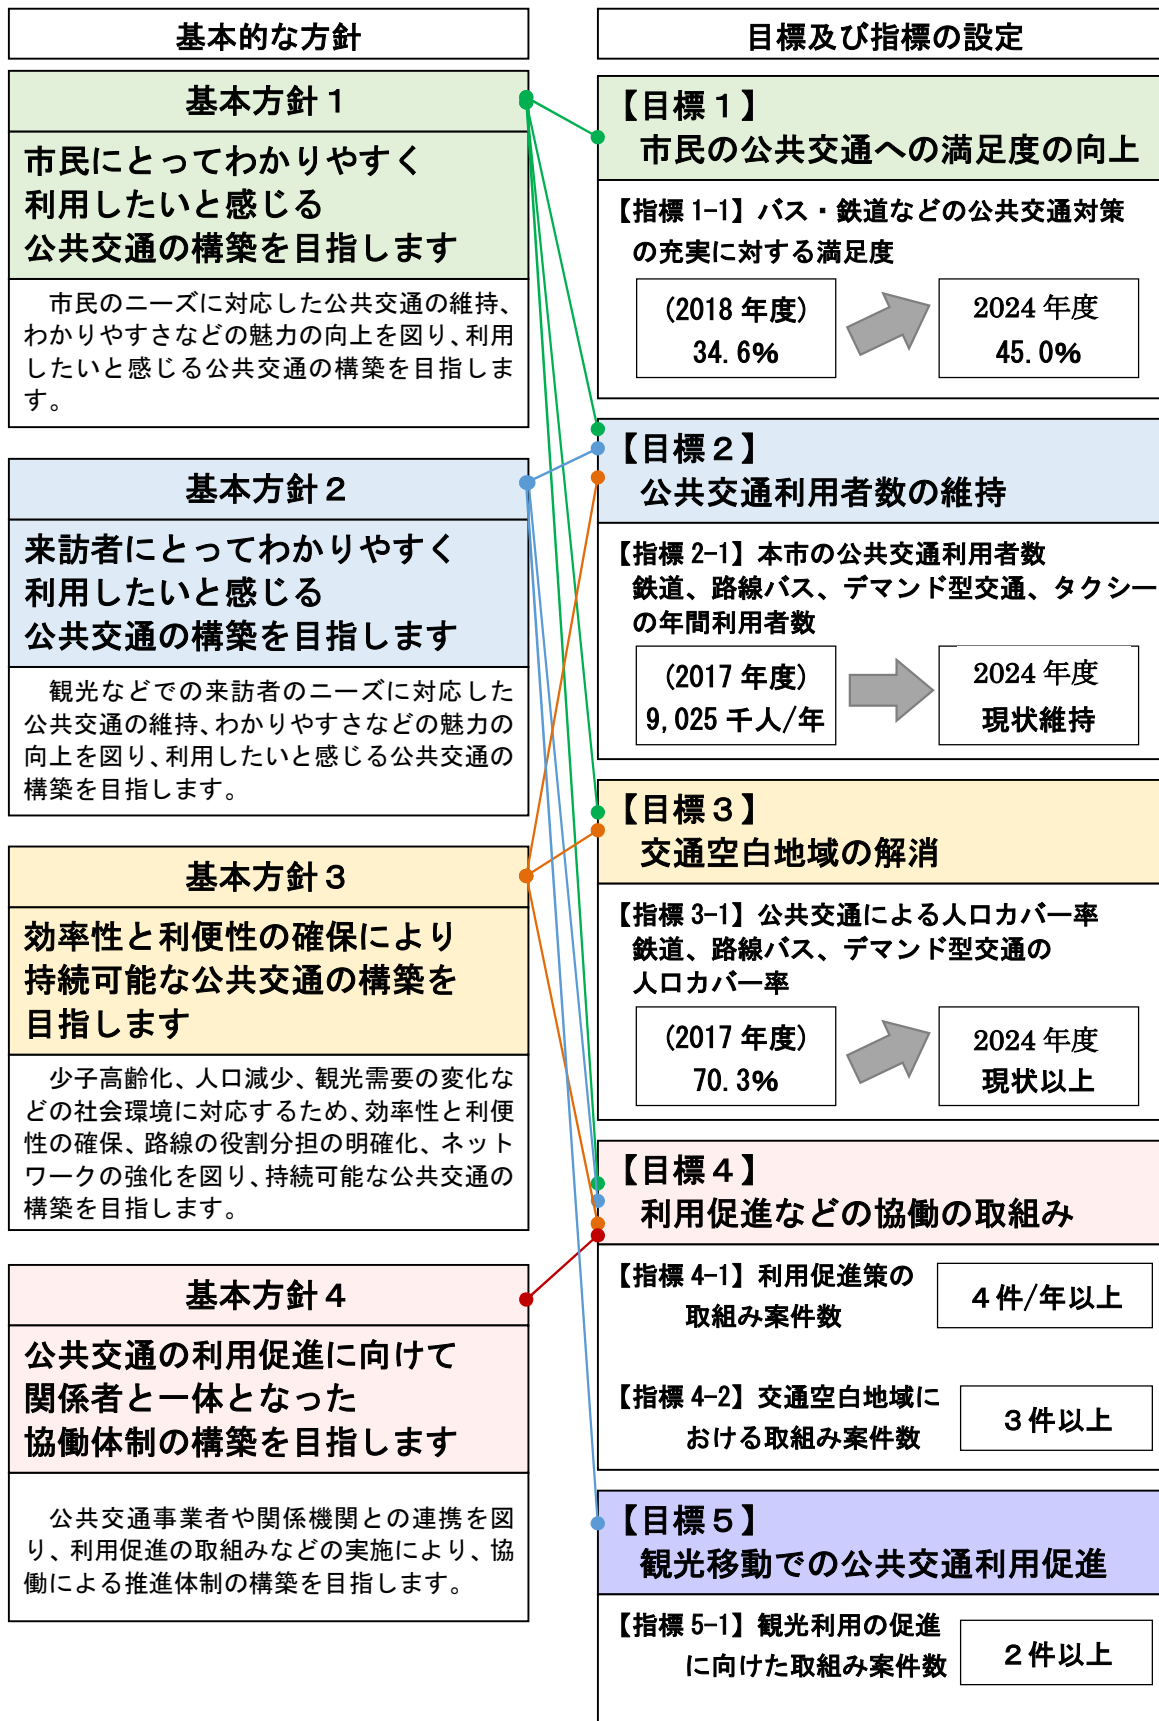 基本的な方針
基本方針１
市民にとってわかりやすく
利用したいと感じる
公共交通の構築を目指します
市民のニーズに対応した公共交通の維持、
わかりやすさなどの魅力の向上を図り、利用
したいと感じる公共交通の構築を目指しま
す。
基本方針２
来訪者にとってわかりやすく
利用したいと感じる
公共交通の構築を目指します
観光などでの来訪者のニーズに対応した
公共交通の維持、わかりやすさなどの魅力の
向上を図り、利用したいと感じる公共交通の
構築を目指します。
基本方針３
効率性と利便性の確保により
持続可能な公共交通の構築を
目指します
少子高齢化、人口減少、観光需要の変化な
どの社会環境に対応するため、効率性と利便
性の確保、路線の役割分担の明確化、ネット
ワークの強化を図り、持続可能な公共交通の
構築を目指します。
基本方針４
公共交通の利用促進に向けて
関係者と一体となった
協働体制の構築を目指します
公共交通事業者や関係機関との連携を図
り、利用促進の取組みなどの実施により、協
働による推進体制の構築を目指します。
目標及び指標の設定
【目標１】
市民の公共交通への満足度の向上
【指標 1-1】バス・鉄道などの公共交通対策
の充実に対する満足度
(2018 年度)
34.6%
2024 年度
45.0%
【目標２】
公共交通利用者数の維持
【指標 2-1】本市の公共交通利用者数
鉄道、路線バス、デマンド型交通、タクシー
の年間利用者数
(2017 年度)
9,025 千人/年
2024 年度
現状維持
【目標３】
交通空白地域の解消
【指標 3-1】公共交通による人口カバー率
鉄道、路線バス、デマンド型交通の
人口カバー率
(2017 年度)
70.3%
2024 年度
現状以上
【目標４】
利用促進などの協働の取組み
【指標 4-1】利用促進策の
取組み案件数
４件/年以上
【指標 4-2】交通空白地域に
おける取組み案件数
３件以上
【目標５】
観光移動での公共交通利用促進
【指標 5-1】観光利用の促進
に向けた取組み案件数
２件以上